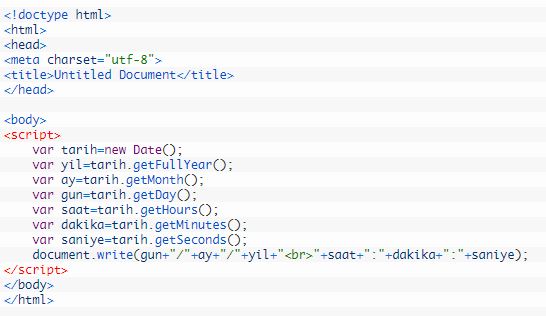 <!doctype html>
<html>
<head>
<meta charset="utf-8">
<title>Untitled Document</title>
</head>

<body>
<script>
    var tarih=new Date();
    var yil=tarih.getFullYear();
    var ay=tarih.getMonth();
    var gun=tarih.getDay();
    var saat=tarih.getHours();
    var dakika=tarih.getMinutes();
    var saniye=tarih.getSeconds();
    document.write(gun+"/"+ay+"/"+yil+"<br>"+saat+":"+dakika+":"+saniye);
</script>
</body>
</html>